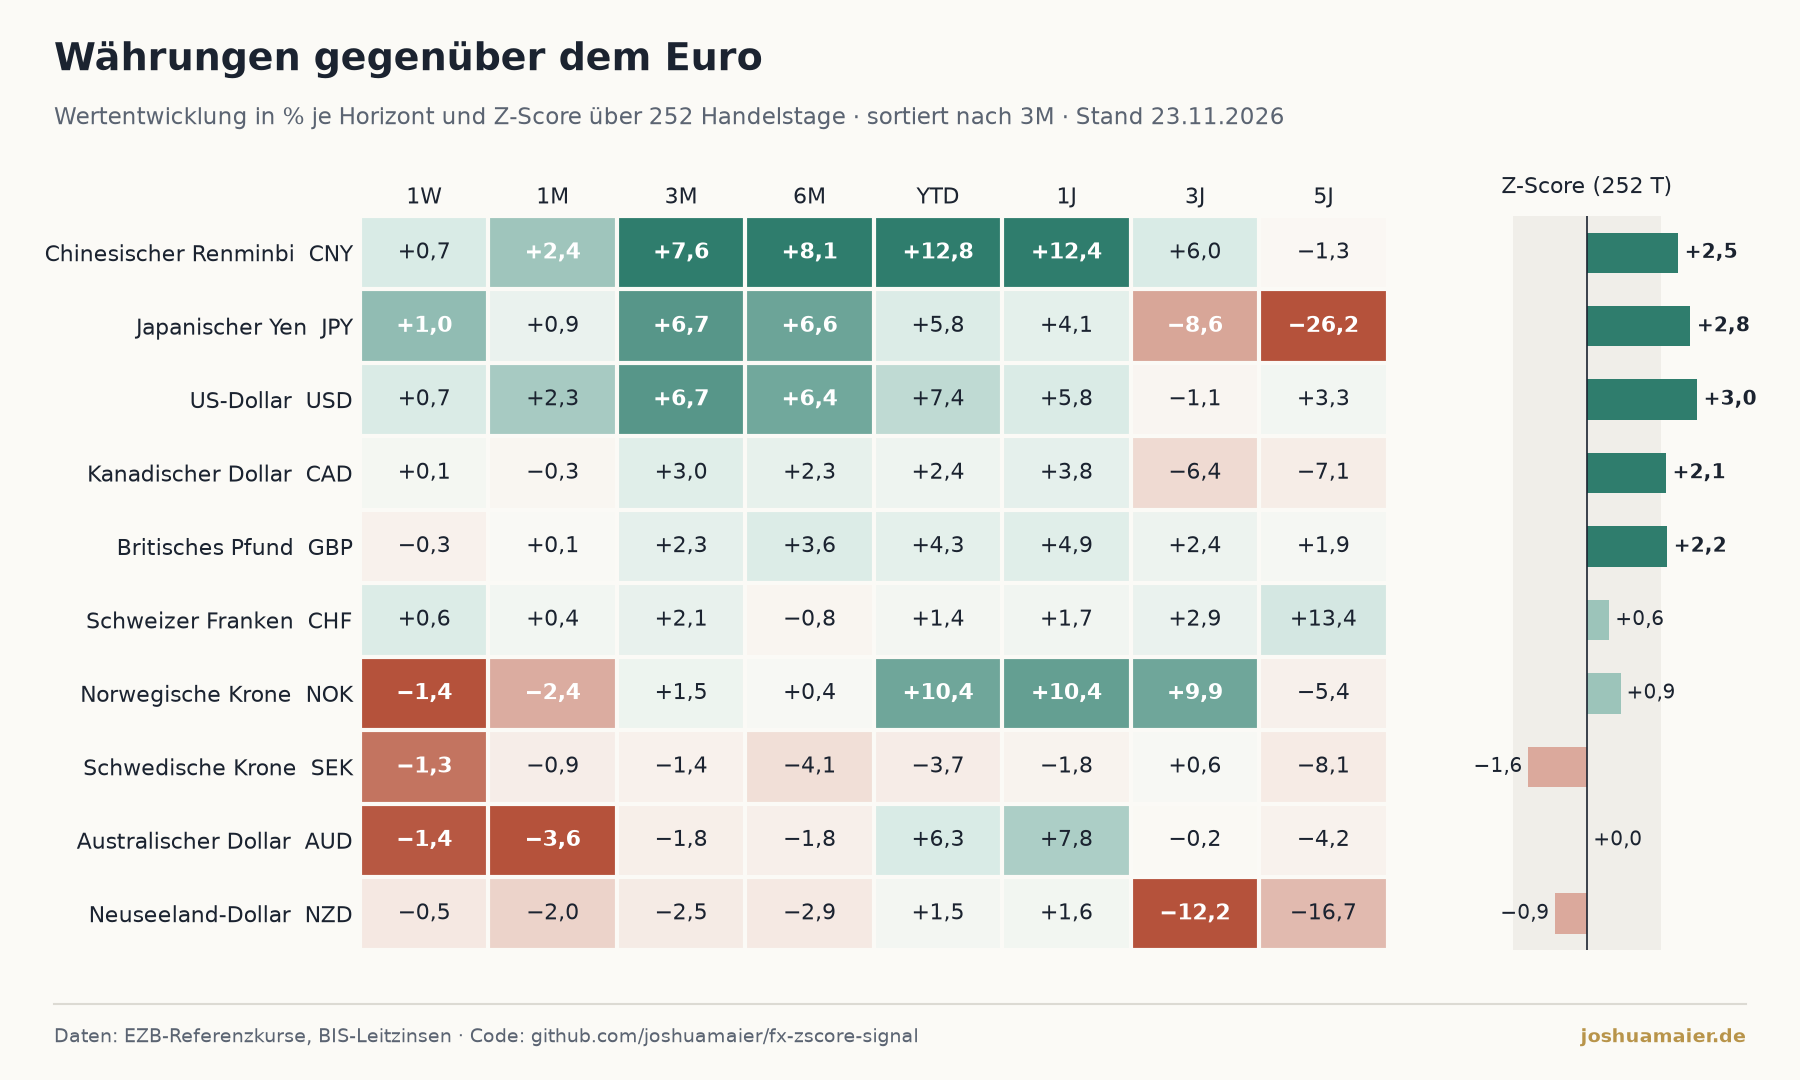 Währungen gegenüber dem Euro
Wertentwicklung in % je Horizont und Z-Score über 252 Handelstage · sortiert nach 3M · Stand 23.11.2026
1W 1M 3M 6M YTD 1J 3J 5J Z-Score (252 T)
Chinesischer Renminbi CNY +0,7 +2,4 +7,6 +8,1 +12,8 +12,4 +6,0 −1,3 +2,5
Japanischer Yen JPY +1,0 +0,9 +6,7 +6,6 +5,8 +4,1 −8,6 −26,2 +2,8
US-Dollar USD +0,7 +2,3 +6,7 +6,4 +7,4 +5,8 −1,1 +3,3 +3,0
Kanadischer Dollar CAD +0,1 −0,3 +3,0 +2,3 +2,4 +3,8 −6,4 −7,1 +2,1
Britisches Pfund GBP −0,3 +0,1 +2,3 +3,6 +4,3 +4,9 +2,4 +1,9 +2,2
Schweizer Franken CHF +0,6 +0,4 +2,1 −0,8 +1,4 +1,7 +2,9 +13,4 +0,6
Norwegische Krone NOK −1,4 −2,4 +1,5 +0,4 +10,4 +10,4 +9,9 −5,4 +0,9
Schwedische Krone SEK −1,3 −0,9 −1,4 −4,1 −3,7 −1,8 +0,6 −8,1 −1,6
Australischer Dollar AUD −1,4 −3,6 −1,8 −1,8 +6,3 +7,8 −0,2 −4,2 +0,0
Neuseeland-Dollar NZD −0,5 −2,0 −2,5 −2,9 +1,5 +1,6 −12,2 −16,7 −0,9
Daten: EZB-Referenzkurse, BIS-Leitzinsen · Code: github.com/joshuamaier/fx-zscore-signal
joshuamaier.de